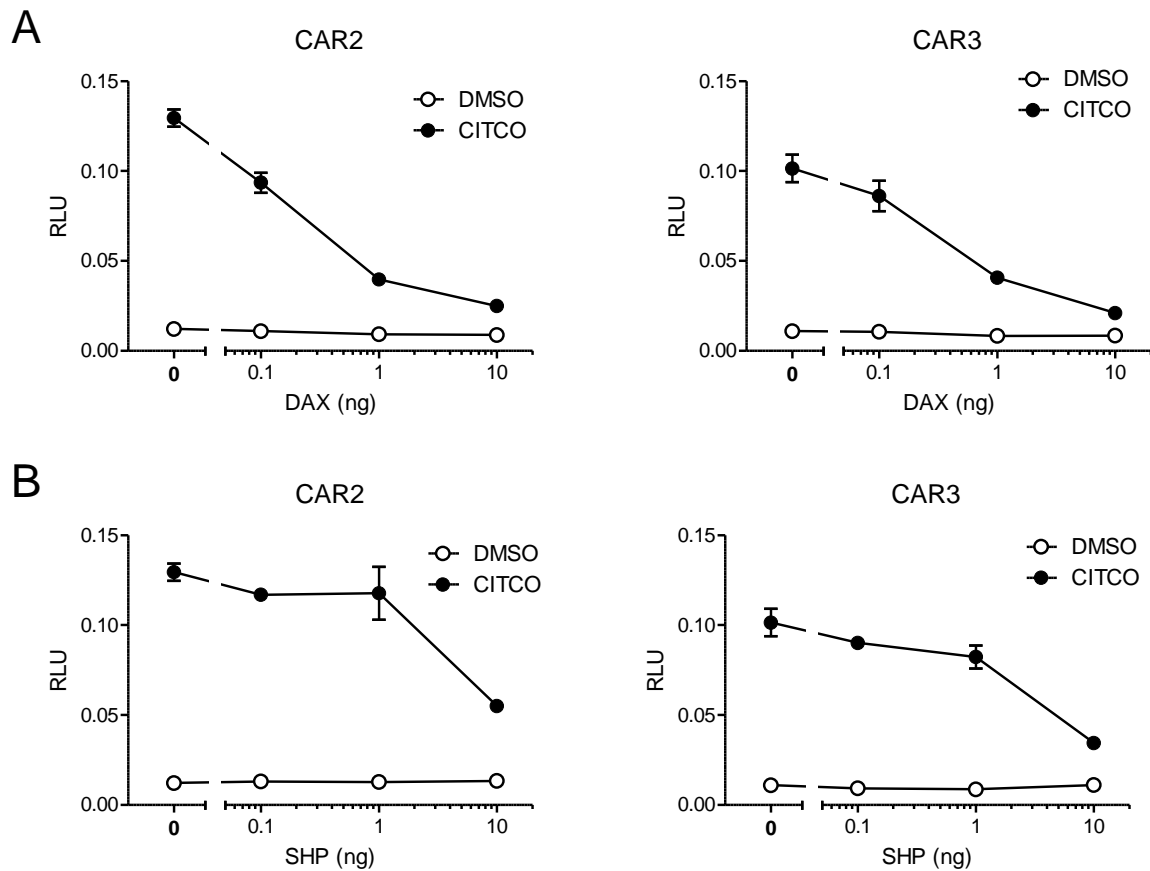 A
CAR2
CAR3
DMSO
CITCO
DMSO
CITCO
0.15
0.10
0.05
0.00
RLU
0 0.1 1 10
DAX (ng)
0.15
0.10
0.05
0.00
RLU
0 0.1 1 10
DAX (ng)
B
CAR2
CAR3
DMSO
CITCO
DMSO
CITCO
0.15
0.10
0.05
0.00
RLU
0 0.1 1 10
SHP (ng)
0.15
0.10
0.05
0.00
RLU
0 0.1 1 10
SHP (ng)